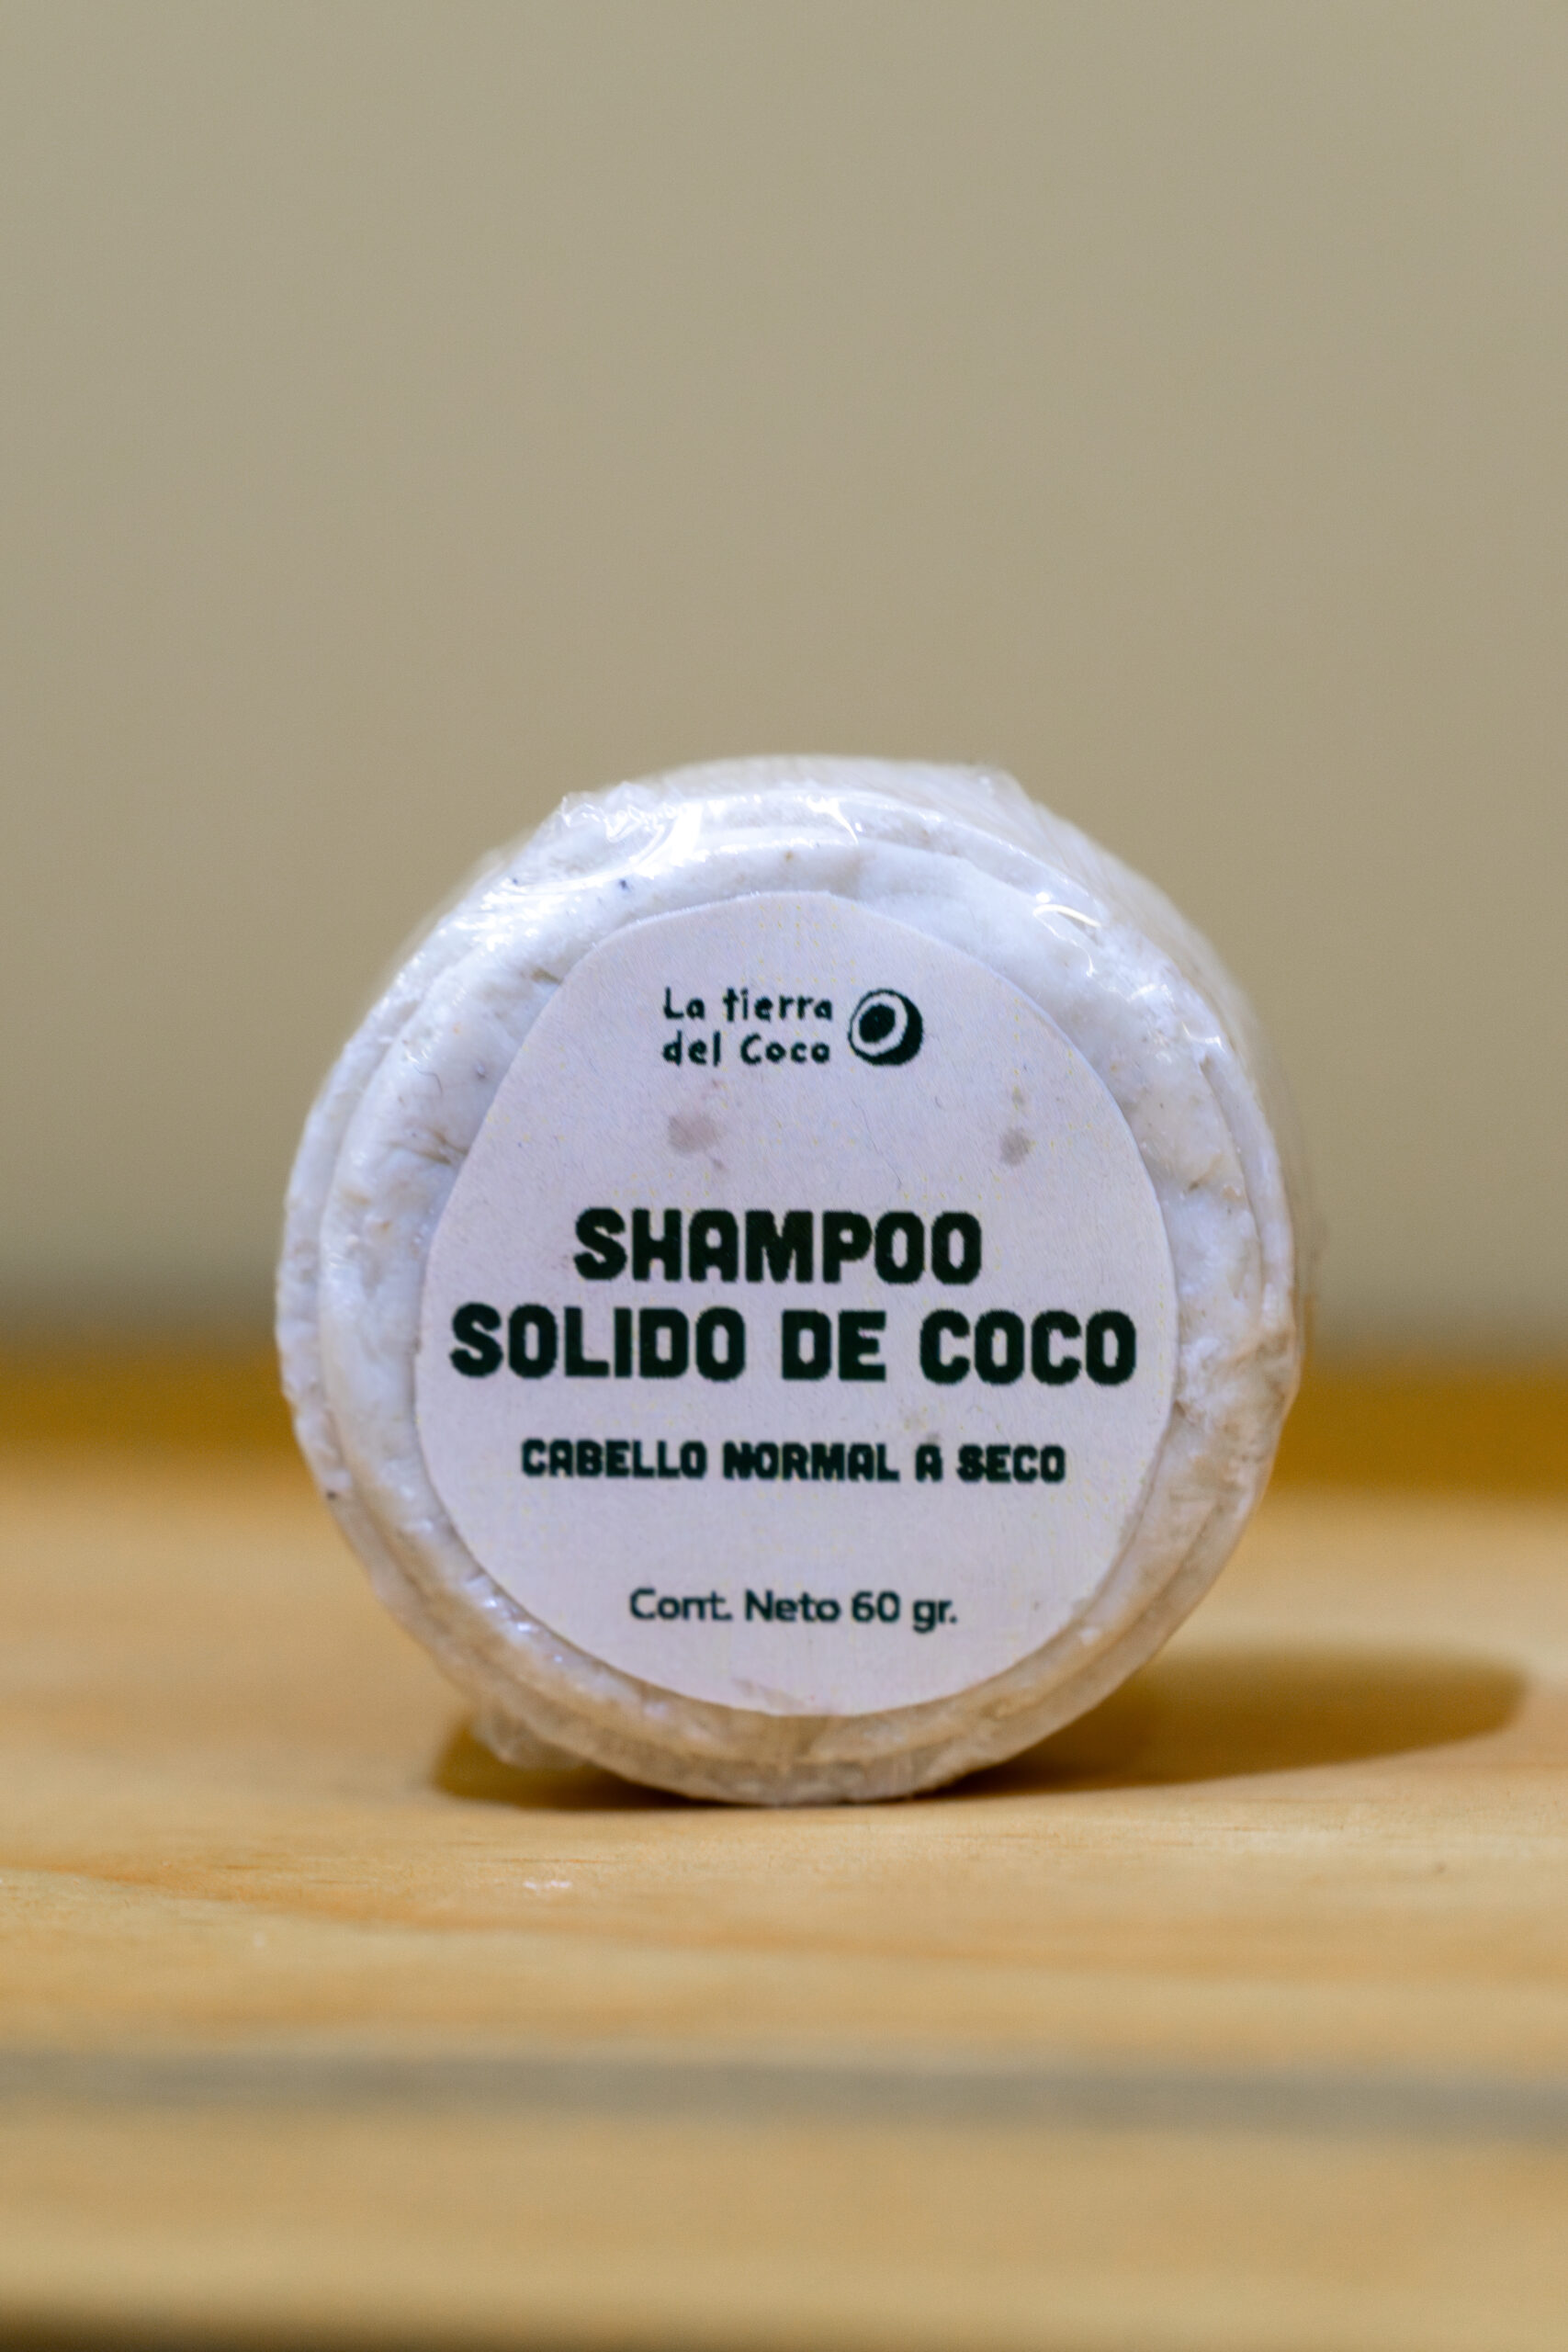 La tierra
del Coco
SHAMPOO
SOLIDO DE COCO
CABELLO NORMAL A SECO
Cont. Neto 60 gr.